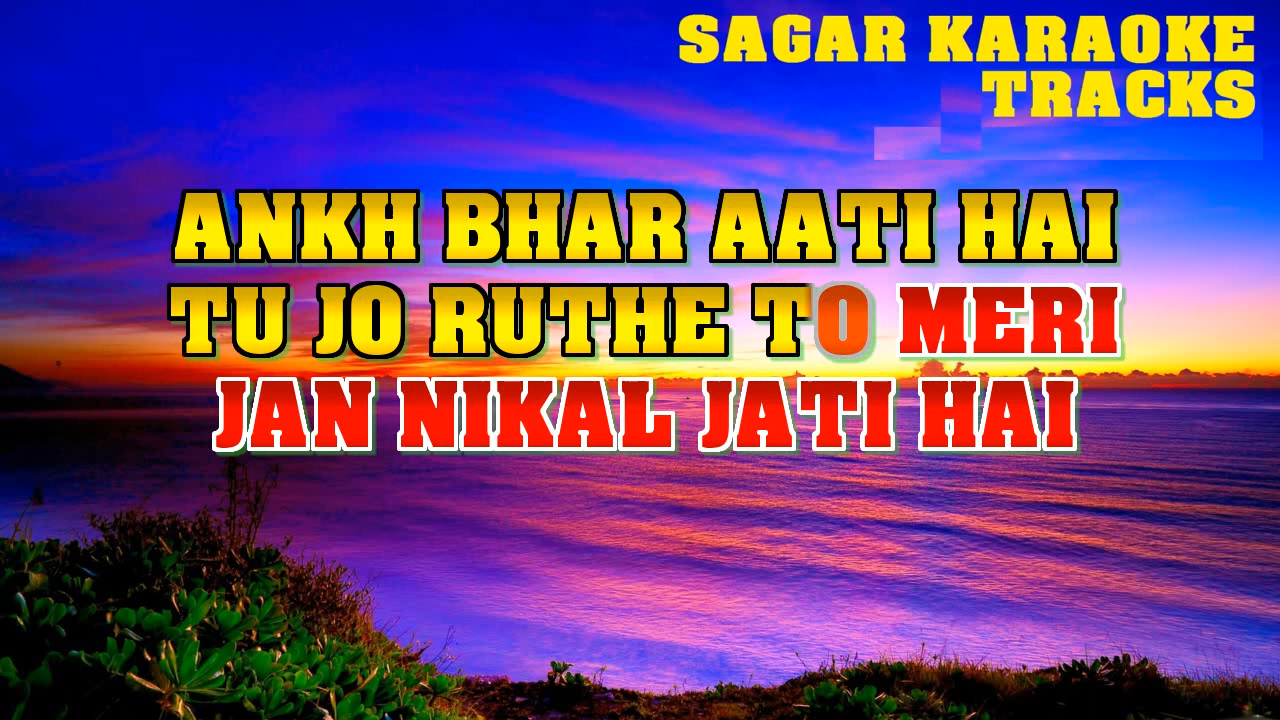 SAGAR KARAOKE
TRACKS
ANKH BHAR AATI HAI
TU JO RUTHE TO MERI
JAN NIKAL JATI HAI